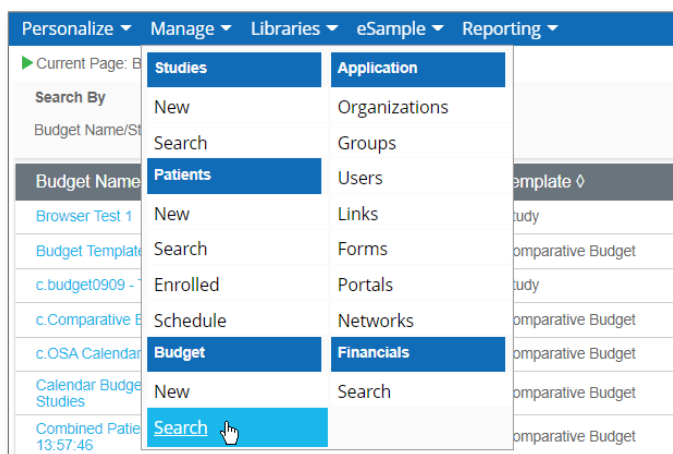 Personalize Manage Libraries eSample Reporting
Current Page: B
Search By
Budget Name/St
Studies
New
Search
Patients
New
Search
Enrolled
Schedule
Budget
New
Search
Application
Organizations
Groups
Users
Links
Forms
Portals
Networks
Financials
Search
Budget Name emplate
Browser Test 1 tudy
Budget Template omparative Budget
c.budget0909 - tudy
c.Comparative omparative Budget
c.OSA Calendar omparative Budget
Calendar Budge omparative Budget
Studies
Combined Patie omparative Budget
13:57:46